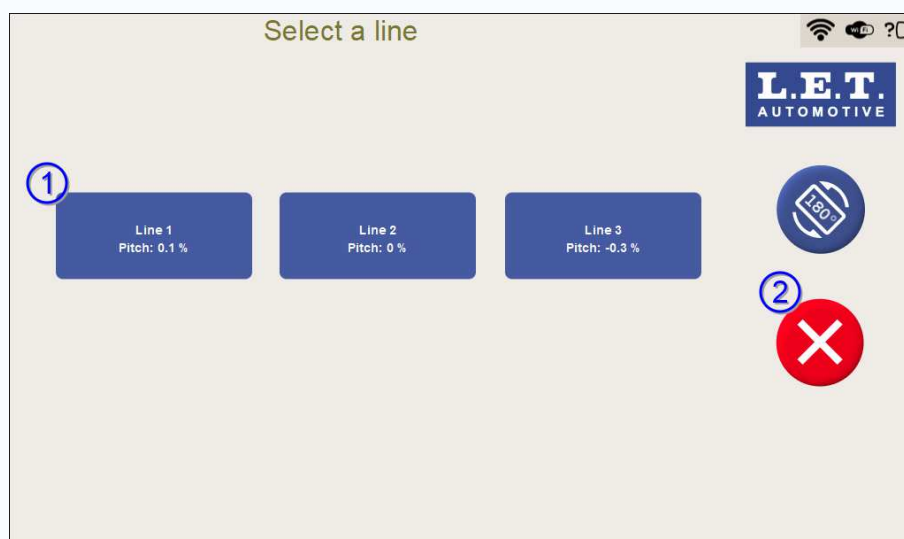 Select a line
WiFi
?
L.E.T.
AUTOMOTIVE
1
Line 1
Pitch: 0.1 %
Line 2
Pitch: 0 %
Line 3
Pitch: -0.3 %
180°
2